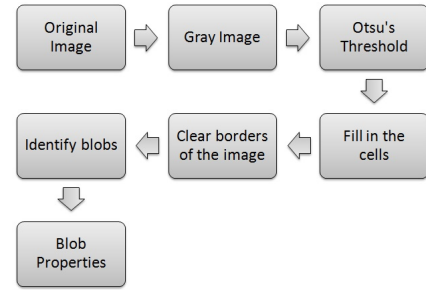 Original
Image
Gray Image
Otsu's
Threshold
Fill in the
cells
Clear borders
of the image
Identify blobs
Blob
Properties